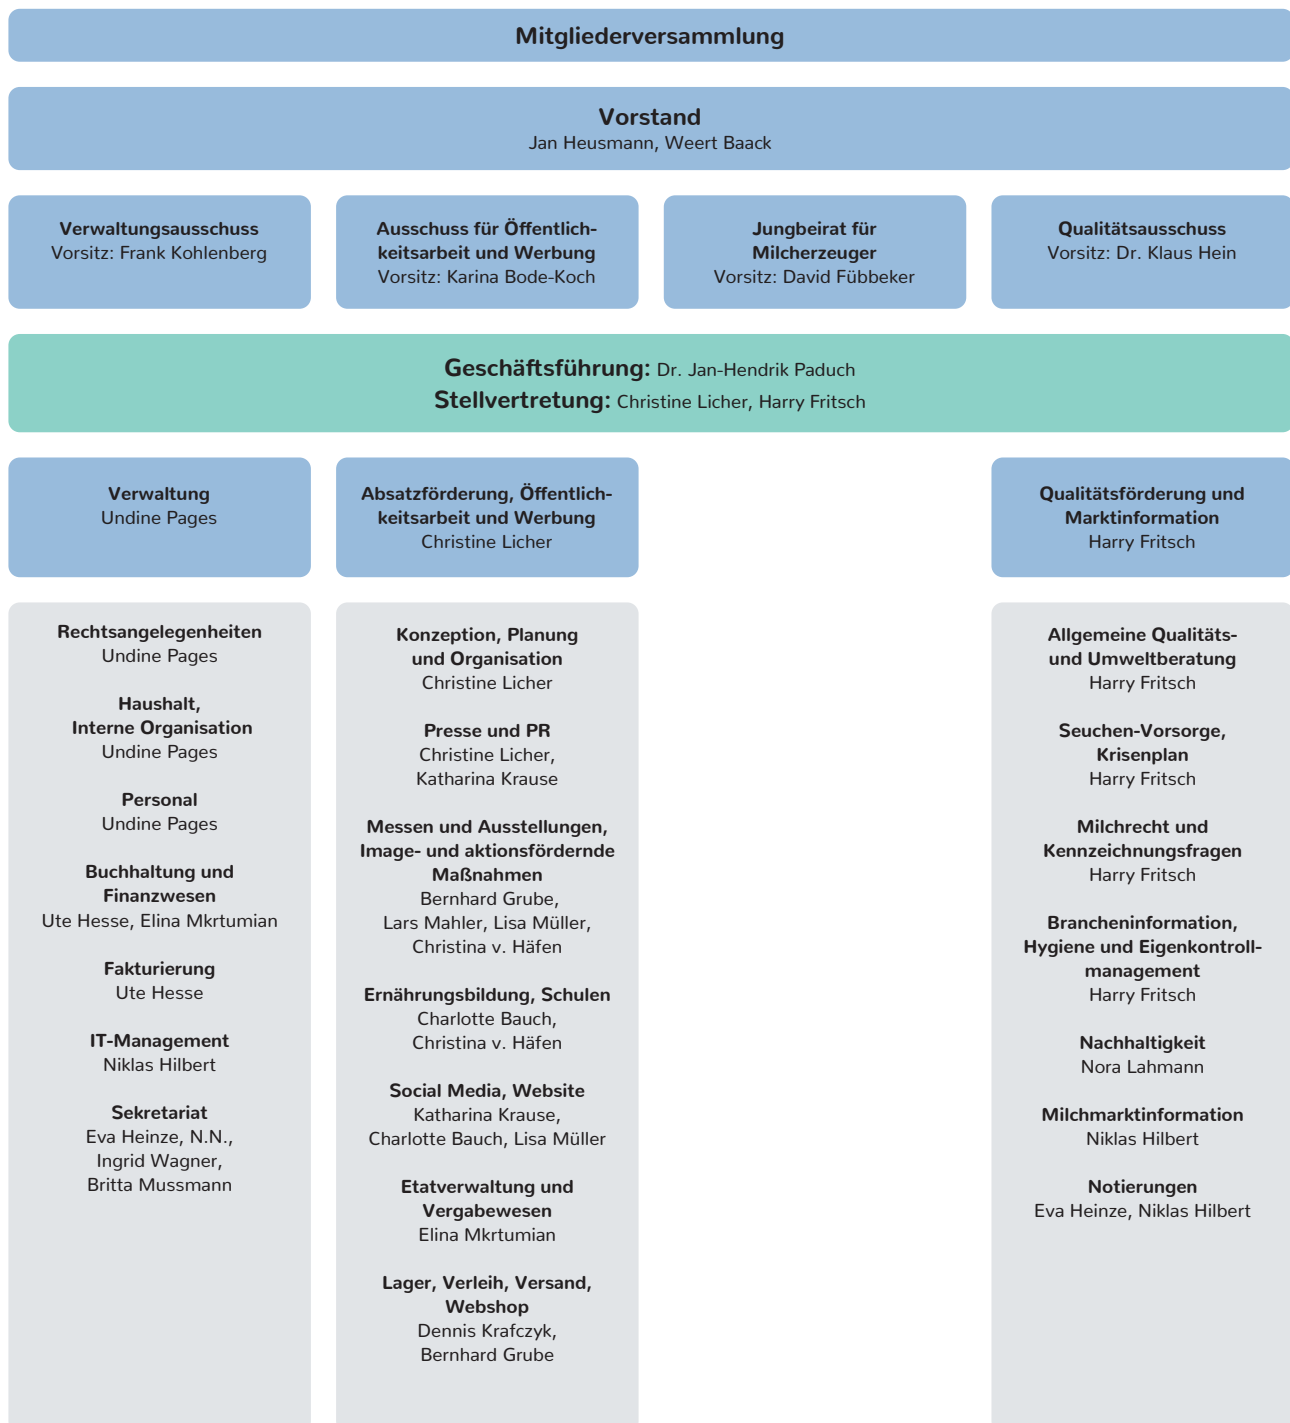 Mitgliederversammlung
Vorstand
Jan Heusmann, Weert Baack
Verwaltungsausschuss
Vorsitz: Frank Kohlenberg
Ausschuss für Öffentlich-
keitsarbeit und Werbung
Vorsitz: Karina Bode-Koch
Jungbeirat für
Milcherzeuger
Vorsitz: David Fübbeker
Qualitätsausschuss
Vorsitz: Dr. Klaus Hein
Geschäftsführung: Dr. Jan-Hendrik Paduch
Stellvertretung: Christine Licher, Harry Fritsch
Verwaltung
Undine Pages
Absatzförderung, Öffentlich-
keitsarbeit und Werbung
Christine Licher
Qualitätsförderung und
Marktinformation
Harry Fritsch
Rechtsangelegenheiten
Undine Pages
Haushalt,
Interne Organisation
Undine Pages
Personal
Undine Pages
Buchhaltung und
Finanzwesen
Ute Hesse, Elina Mkrtumian
Fakturierung
Ute Hesse
IT-Management
Niklas Hilbert
Sekretariat
Eva Heinze, N.N.,
Ingrid Wagner,
Britta Mussmann
Konzeption, Planung
und Organisation
Christine Licher
Presse und PR
Christine Licher,
Katharina Krause
Messen und Ausstellungen,
Image- und aktionsfördernde
Maßnahmen
Bernhard Grube,
Lars Mahler, Lisa Müller,
Christina v. Häfen
Ernährungsbildung, Schulen
Charlotte Bauch,
Christina v. Häfen
Social Media, Website
Katharina Krause,
Charlotte Bauch, Lisa Müller
Etatverwaltung und
Vergabewesen
Elina Mkrtumian
Lager, Verleih, Versand,
Webshop
Dennis Krafczyk,
Bernhard Grube
Allgemeine Qualitäts-
und Umweltberatung
Harry Fritsch
Seuchen-Vorsorge,
Krisenplan
Harry Fritsch
Milchrecht und
Kennzeichnungsfragen
Harry Fritsch
Brancheninformation,
Hygiene und Eigenkontroll-
management
Harry Fritsch
Nachhaltigkeit
Nora Lahmann
Milchmarktinformation
Niklas Hilbert
Notierungen
Eva Heinze, Niklas Hilbert